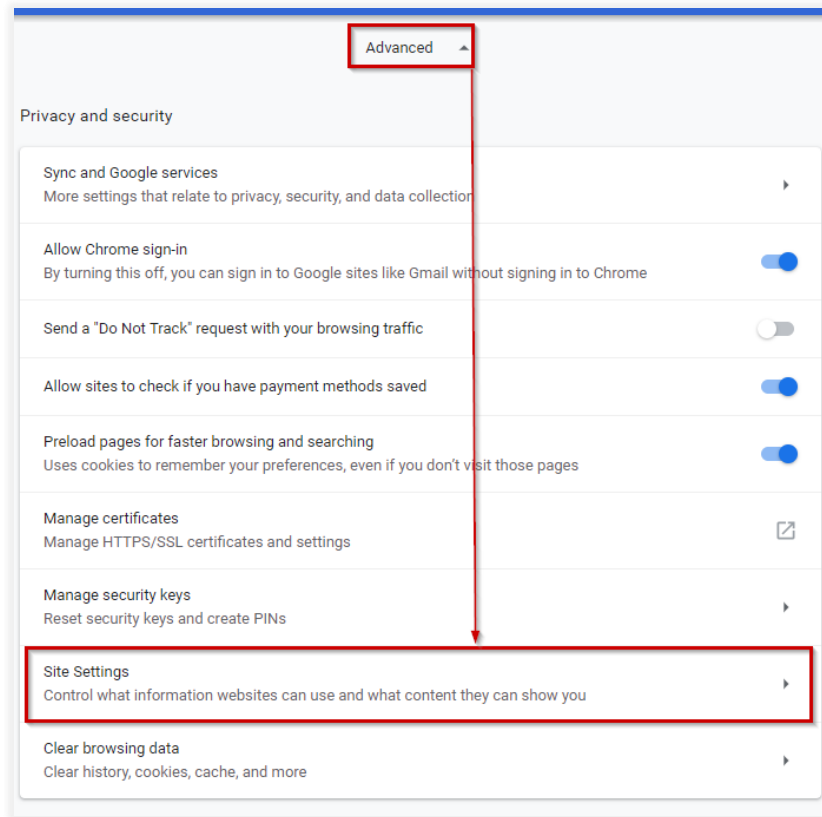 Advanced
Privacy and security
Sync and Google services
More settings that relate to privacy, security, and data collection
Allow Chrome sign-in
By turning this off, you can sign in to Google sites like Gmail without signing in to Chrome
Send a "Do Not Track" request with your browsing traffic
Allow sites to check if you have payment methods saved
Preload pages for faster browsing and searching
Uses cookies to remember your preferences, even if you don’t visit those pages
Manage certificates
Manage HTTPS/SSL certificates and settings
Manage security keys
Reset security keys and create PINs
Site Settings
Control what information websites can use and what content they can show you
Clear browsing data
Clear history, cookies, cache, and more